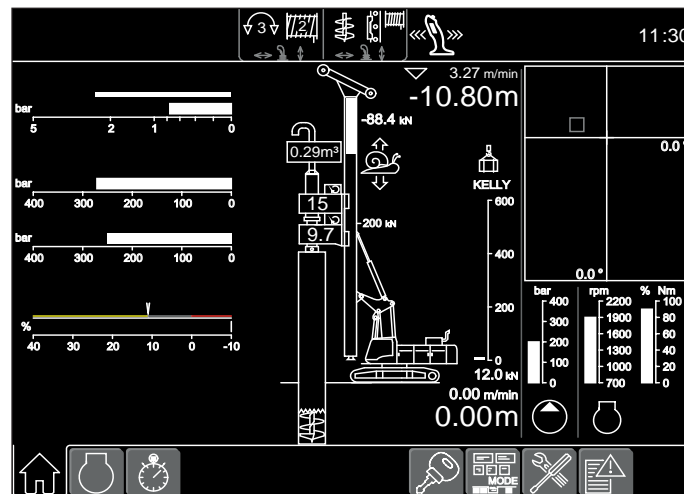 3 2 11:30
3.27 m/min
-10.80m
bar
5 2 1 0
-88.4 kN
0.29m³
0.0°
KELLY
bar
400 300 200 100 0
15
600
200 kN
9.7
bar
400 300 200 100 0
400
0.0°
bar rpm % Nm
400 2200 100
300 1900 80
200 1600 60
1300 40
100 1000 20
0 700 0
200
0
%
40 30 20 10 0 -10
12.0 kN
0.00 m/min
0.00m
MODE